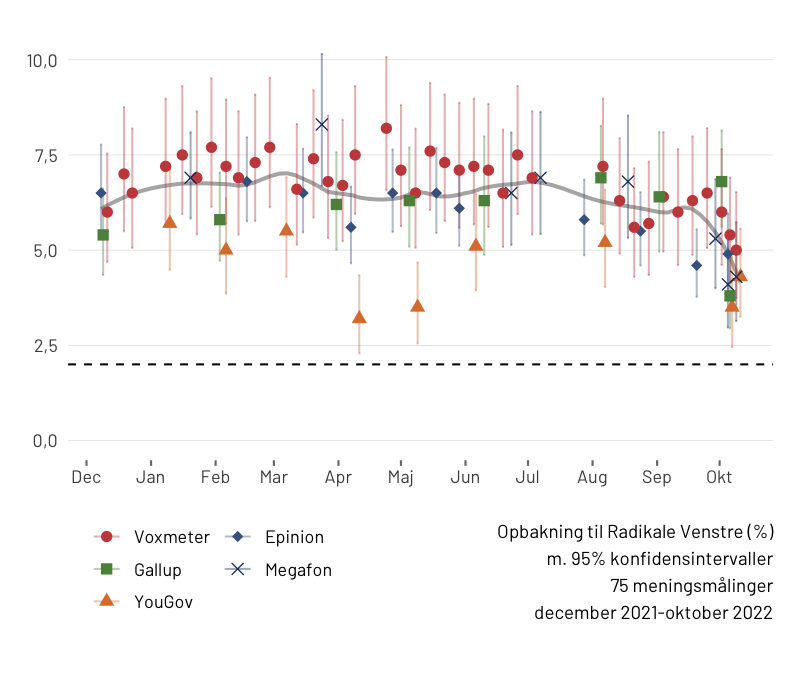 10,0
7,5
5,0
2,5
0,0
Dec Jan Feb Mar Apr Maj Jun Jul Aug Sep Okt
Voxmeter Epinion
Gallup Megafon
YouGov
Opbakning til Radikale Venstre (%)
m. 95% konfidensintervaller
75 meningsmålinger
december 2021-oktober 2022